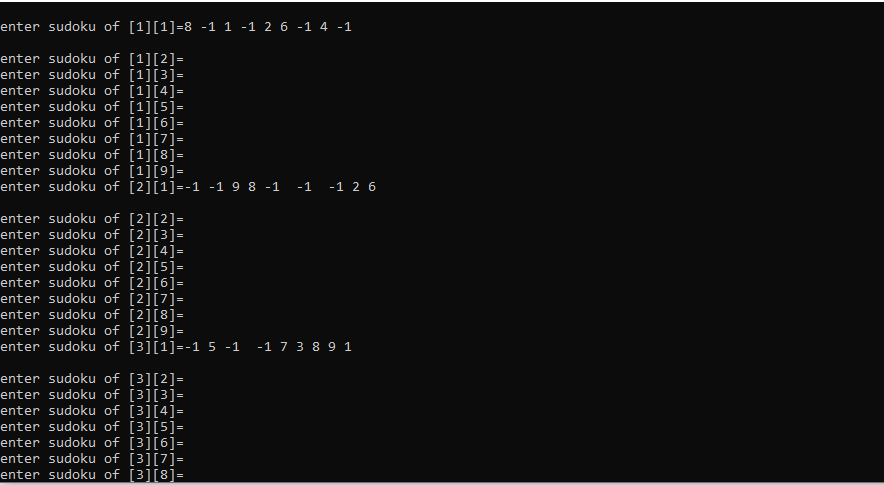 enter sudoku of [1][1]=8 -1 1 -1 2 6 -1 4 -1
enter sudoku of [1][2]=
enter sudoku of [1][3]=
enter sudoku of [1][4]=
enter sudoku of [1][5]=
enter sudoku of [1][6]=
enter sudoku of [1][7]=
enter sudoku of [1][8]=
enter sudoku of [1][9]=
enter sudoku of [2][1]=-1 -1 9 8 -1  -1  -1 2 6
enter sudoku of [2][2]=
enter sudoku of [2][3]=
enter sudoku of [2][4]=
enter sudoku of [2][5]=
enter sudoku of [2][6]=
enter sudoku of [2][7]=
enter sudoku of [2][8]=
enter sudoku of [2][9]=
enter sudoku of [3][1]=-1 5 -1  -1 7 3 8 9 1
enter sudoku of [3][2]=
enter sudoku of [3][3]=
enter sudoku of [3][4]=
enter sudoku of [3][5]=
enter sudoku of [3][6]=
enter sudoku of [3][7]=
enter sudoku of [3][8]=